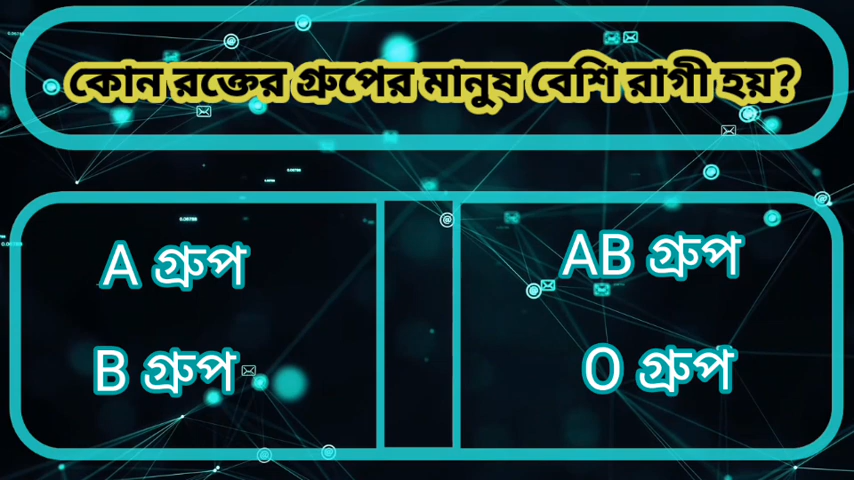 কোন রক্তের গ্রুপের মানুষ বেশি রাগী হয়?
A গ্রুপ
B গ্রুপ
AB গ্রুপ
O গ্রুপ